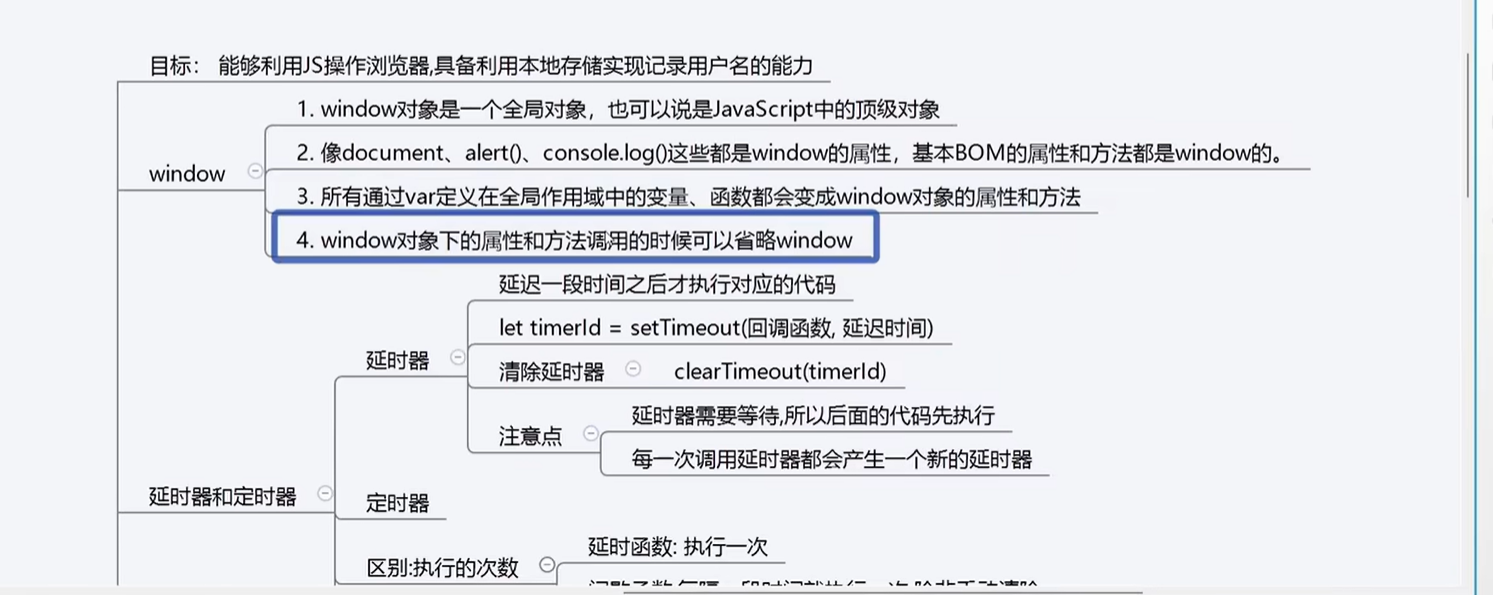 目标： 能够利用JS操作浏览器,具备利用本地存储实现记录用户名的能力
window
1. window对象是一个全局对象，也可以说是JavaScript中的顶级对象
2. 像document、alert()、console.log()这些都是window的属性，基本BOM的属性和方法都是window的。
3. 所有通过var定义在全局作用域中的变量、函数都会变成window对象的属性和方法
4. window对象下的属性和方法调用的时候可以省略window
延时器和定时器
延时器
延迟一段时间之后才执行对应的代码
let timerId = setTimeout(回调函数, 延迟时间)
清除延时器
clearTimeout(timerId)
注意点
延时器需要等待,所以后面的代码先执行
每一次调用延时器都会产生一个新的延时器
定时器
区别:执行的次数
延时函数: 执行一次